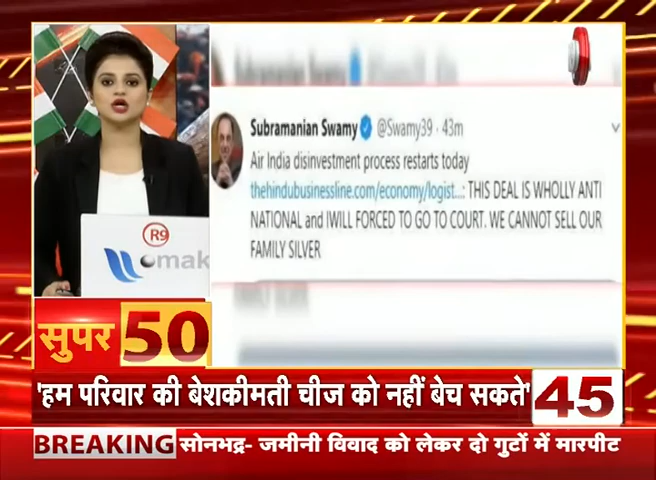 Subramanian Swamy @Swamy39 · 43m
Air India disinvestment process restarts today
thehindubusinessline.com/economy/logist...: THIS DEAL IS WHOLLY ANTI
NATIONAL and IWILL FORCED TO GO TO COURT. WE CANNOT SELL OUR
FAMILY SILVER
R9
omak
सुपर 50
'हम परिवार की बेशकीमती चीज को नहीं बेच सकते' 45
BREAKING सोनभद्र- जमीनी विवाद को लेकर दो गुटों में मारपीट